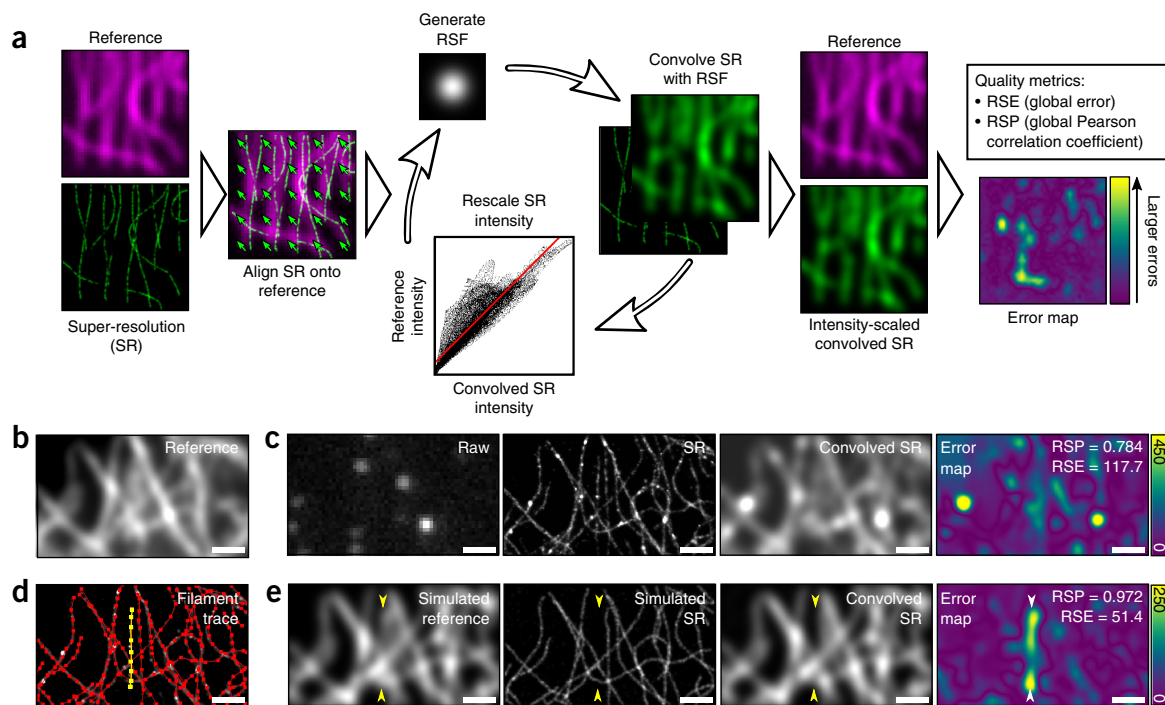 a
Reference
Super-resolution
(SR)
Align SR onto
reference
Generate
RSF
Rescale SR
intensity
Reference
intensity
Convolved SR
intensity
Convolve SR
with RSF
Reference
Intensity-scaled
convolved SR
Quality metrics:
• RSE (global error)
• RSP (global Pearson
correlation coefficient)
Larger errors
Error map
b
Reference
c
Raw
SR
Convolved SR
Error
map
RSP = 0.784
RSE = 117.7
450
0
d
Filament
trace
e
Simulated
reference
Simulated
SR
Convolved
SR
Error
map
RSP = 0.972
RSE = 51.4
250
0